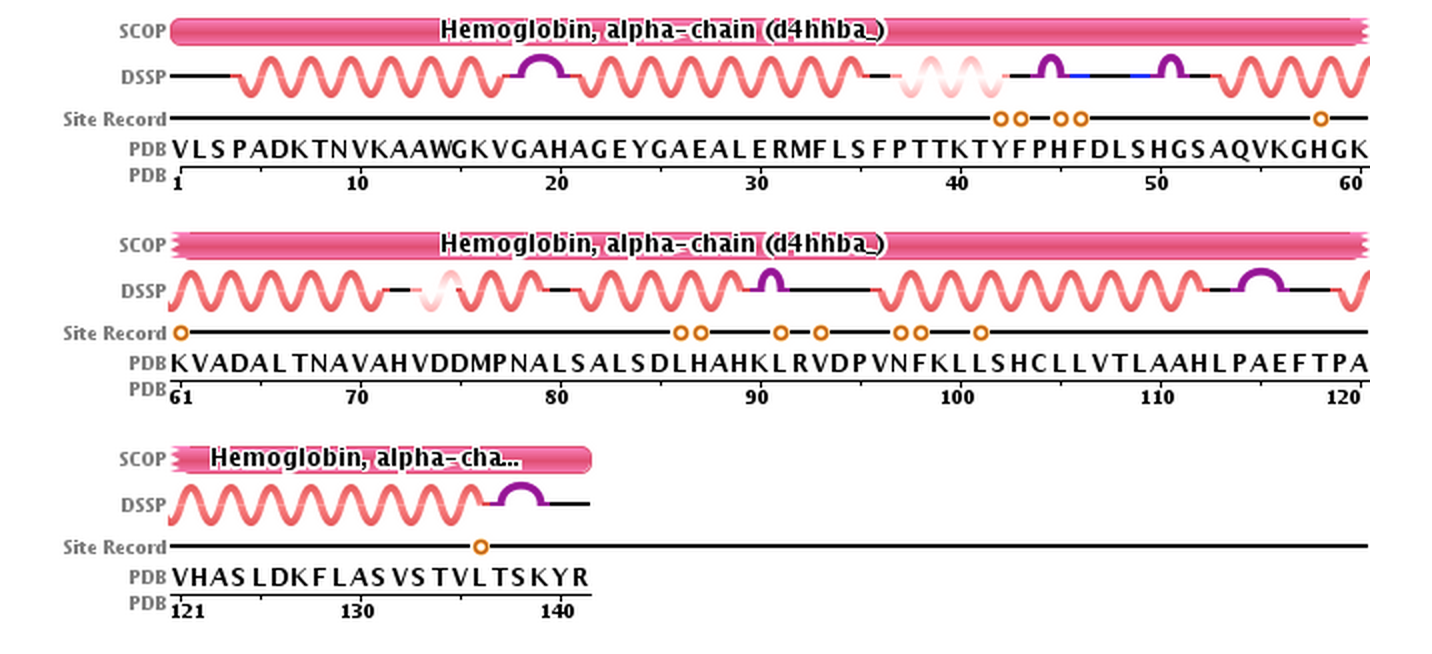 SCOP Hemoglobin, alpha-chain (d4hhba_)
DSSP
Site Record
PDB VLSPADKTNVKAAWGKVGAHAGEYGAEALERMFLSFPTTKTYFPHFDLSHGSAQVKGHGK
PDB 1 10 20 30 40 50 60
SCOP Hemoglobin, alpha-chain (d4hhba_)
DSSP
Site Record
PDB KVADALTNAVAHVDDMPNALSALSDLHAHKLRVDPVNFKLLSHCLLVTLAAHLPAEFTPA
PDB 61 70 80 90 100 110 120
SCOP Hemoglobin, alpha-cha...
DSSP
Site Record
PDB VHASLDKFLASVSTVLTSKYR
PDB 121 130 140